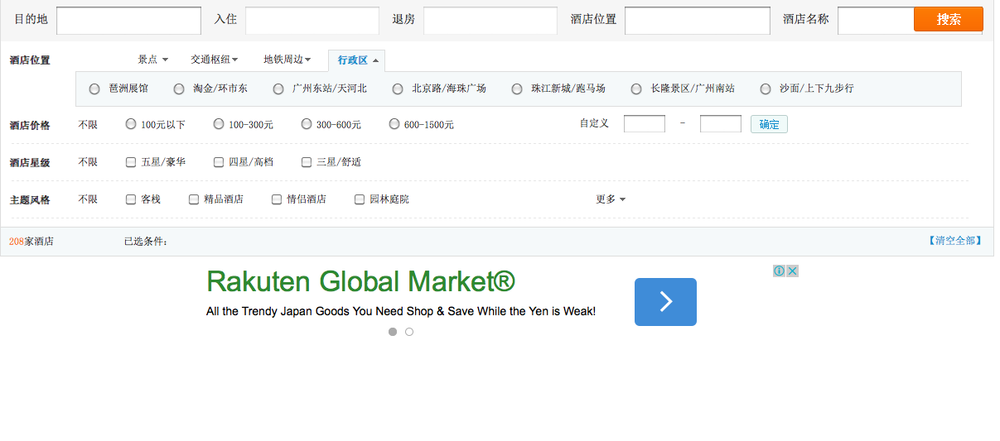 目的地 入住 退房 酒店位置 酒店名称 搜索
酒店位置 景点 交通枢纽 地铁周边 行政区
琶洲展馆 淘金/环市东 广州东站/天河北 北京路/海珠广场 珠江新城/跑马场 长隆景区/广州南站 沙面/上下九步行
酒店价格 不限 100元以下 100-300元 300-600元 600-1500元 自定义 - 确定
酒店星级 不限 五星/豪华 四星/高档 三星/舒适
主题风格 不限 客栈 精品酒店 情侣酒店 园林庭院 更多
208家酒店 已选条件: 【清空全部】
Rakuten Global Market®
All the Trendy Japan Goods You Need Shop & Save While the Yen is Weak!